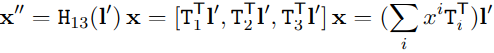 x″ = H₁₃(l′) x = [T₁ᵀl′, T₂ᵀl′, T₃ᵀl′] x = (∑ᵢ xⁱTᵢᵀ)l′